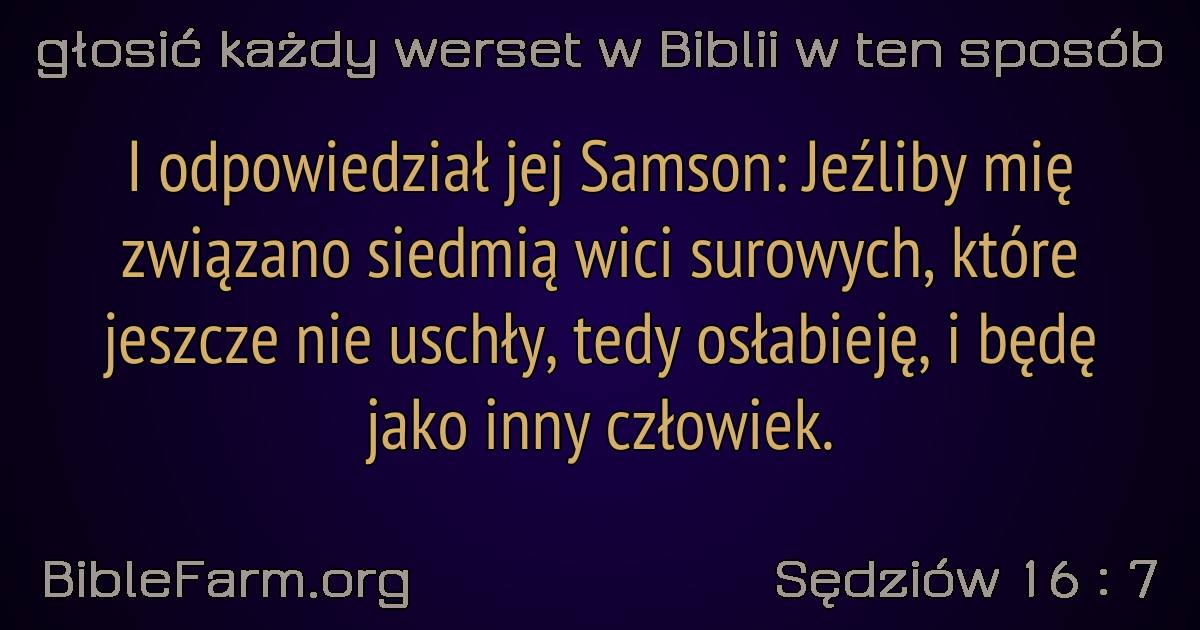 głosić każdy werset w Biblii w ten sposób
I odpowiedział jej Samson: Jeźliby mię
związano siedmią wici surowych, które
jeszcze nie uschły, tedy osłabieję, i będę
jako inny człowiek.
BibleFarm.org
Sędziów 16 : 7